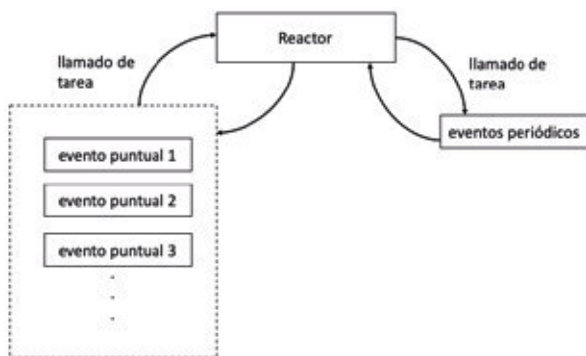 Reactor
llamado de
tarea
llamado de
tarea
eventos periódicos
evento puntual 1
evento puntual 2
evento puntual 3